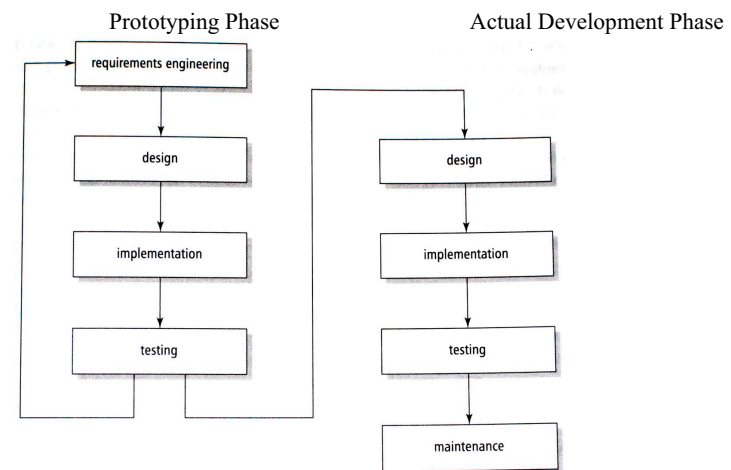 Prototyping Phase
Actual Development Phase
requirements engineering
design
implementation
testing
design
implementation
testing
maintenance